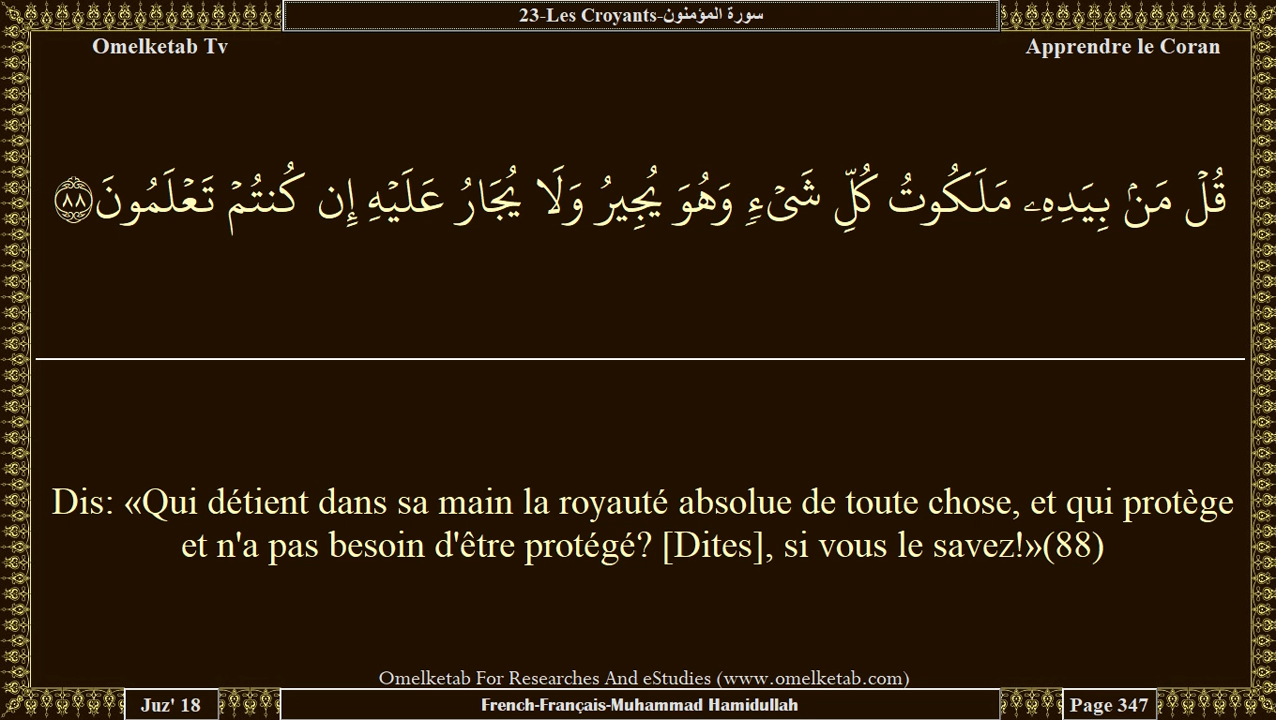 23-Les Croyants-سورة المؤمنون
Omelketab Tv
Apprendre le Coran
قُلۡ مَنۢ بِيَدِهِۦ مَلَكُوتُ كُلِّ شَيۡءٖ وَهُوَ يُجِيرُ وَلَا يُجَارُ عَلَيۡهِ إِن كُنتُمۡ تَعۡلَمُونَ ٨٨
Dis: «Qui détient dans sa main la royauté absolue de toute chose, et qui protège
et n'a pas besoin d'être protégé? [Dites], si vous le savez!»(88)
Omelketab For Researches And eStudies (www.omelketab.com)
Juz' 18
French-Français-Muhammad Hamidullah
Page 347